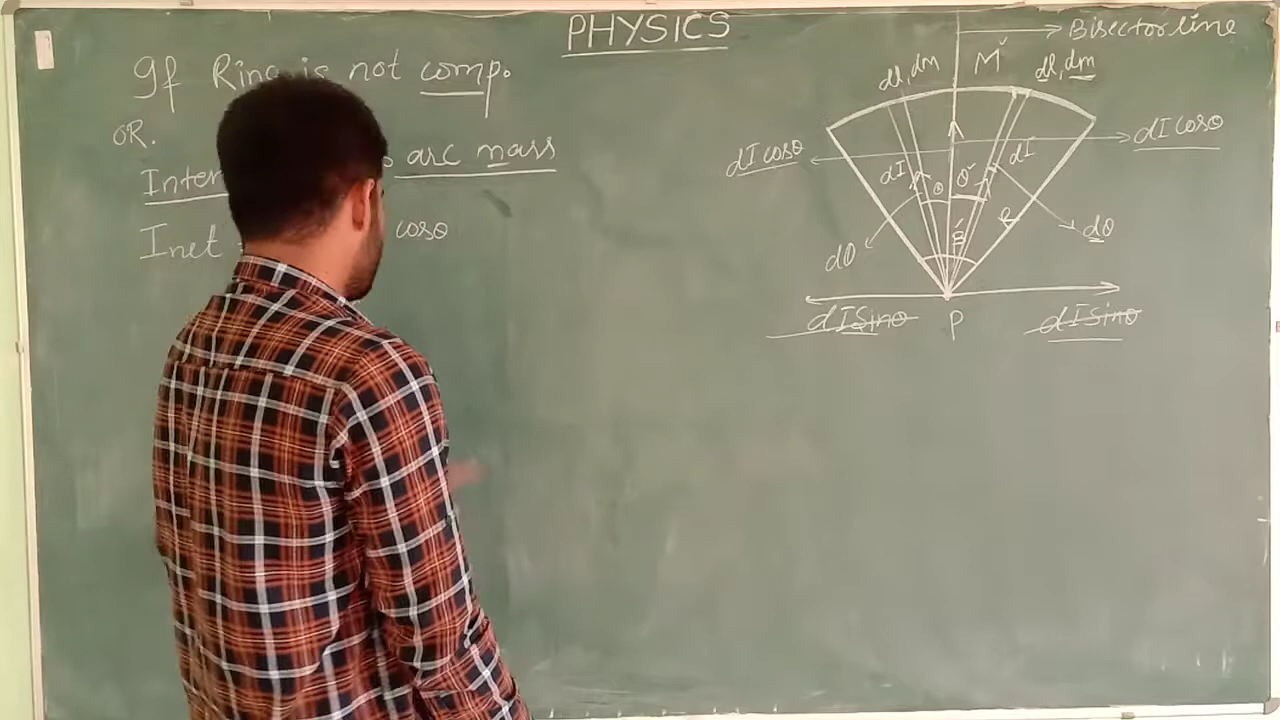 PHYSICS
If Ring is not comp.
OR.
Inter arc mass
Inet = cosθ
Bisector line
M
dl, dm
dl, dm
dI cosθ
dI cosθ
dI
dI
θ
θ
R
β
dθ
dθ
dI Sinθ
P
dI Sinθ